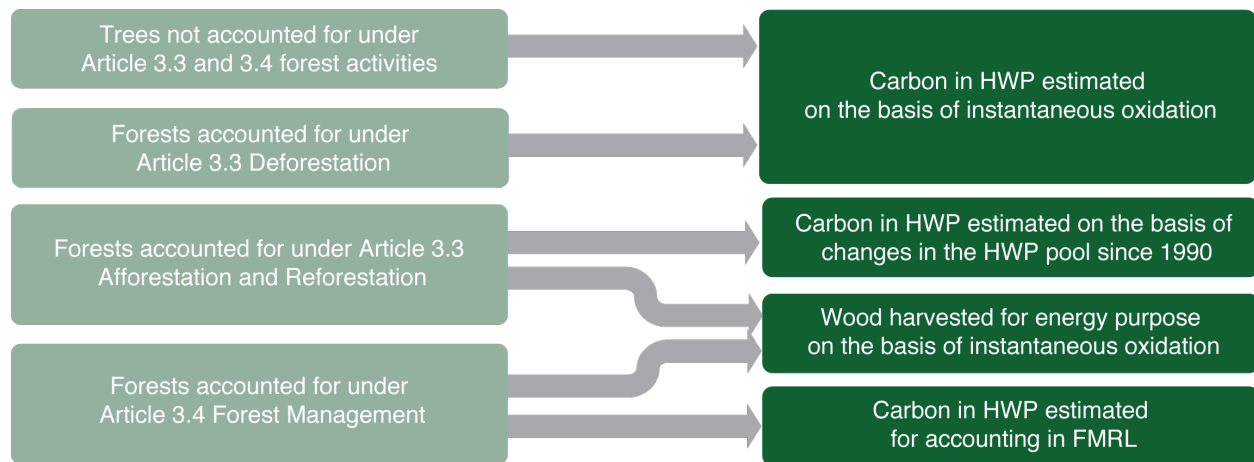 Trees not accounted for under
Article 3.3 and 3.4 forest activities
Carbon in HWP estimated
on the basis of instantaneous oxidation
Forests accounted for under
Article 3.3 Deforestation
Forests accounted for under Article 3.3
Afforestation and Reforestation
Carbon in HWP estimated on the basis of
changes in the HWP pool since 1990
Wood harvested for energy purpose
on the basis of instantaneous oxidation
Forests accounted for under
Article 3.4 Forest Management
Carbon in HWP estimated
for accounting in FMRL